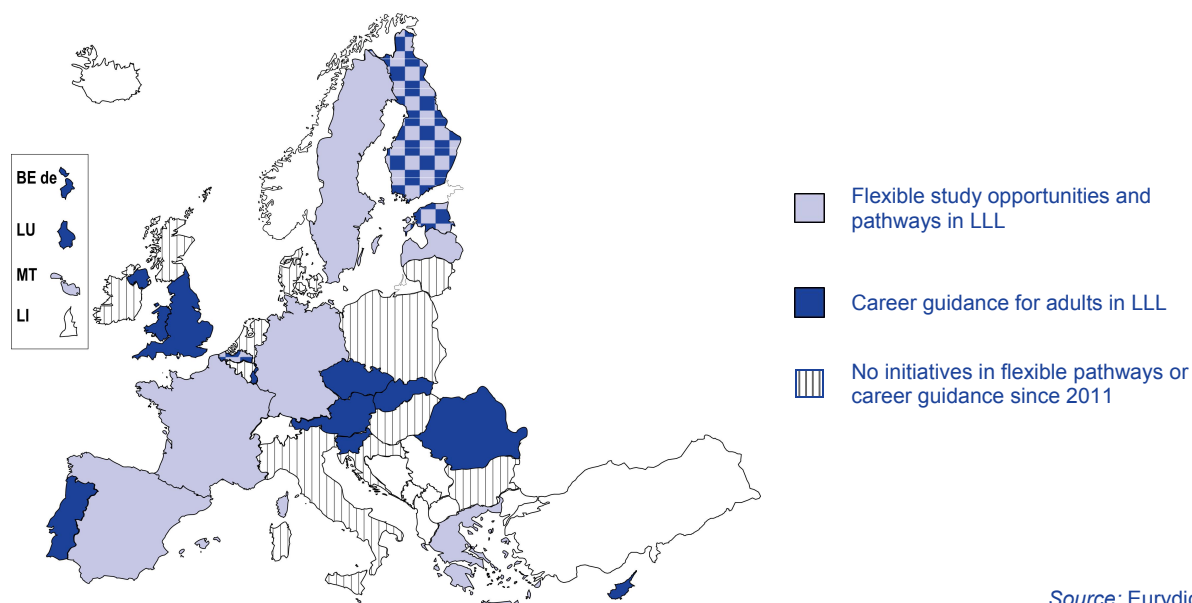 BE de
LU
MT
LI
Flexible study opportunities and
pathways in LLL
Career guidance for adults in LLL
No initiatives in flexible pathways or
career guidance since 2011
Source: